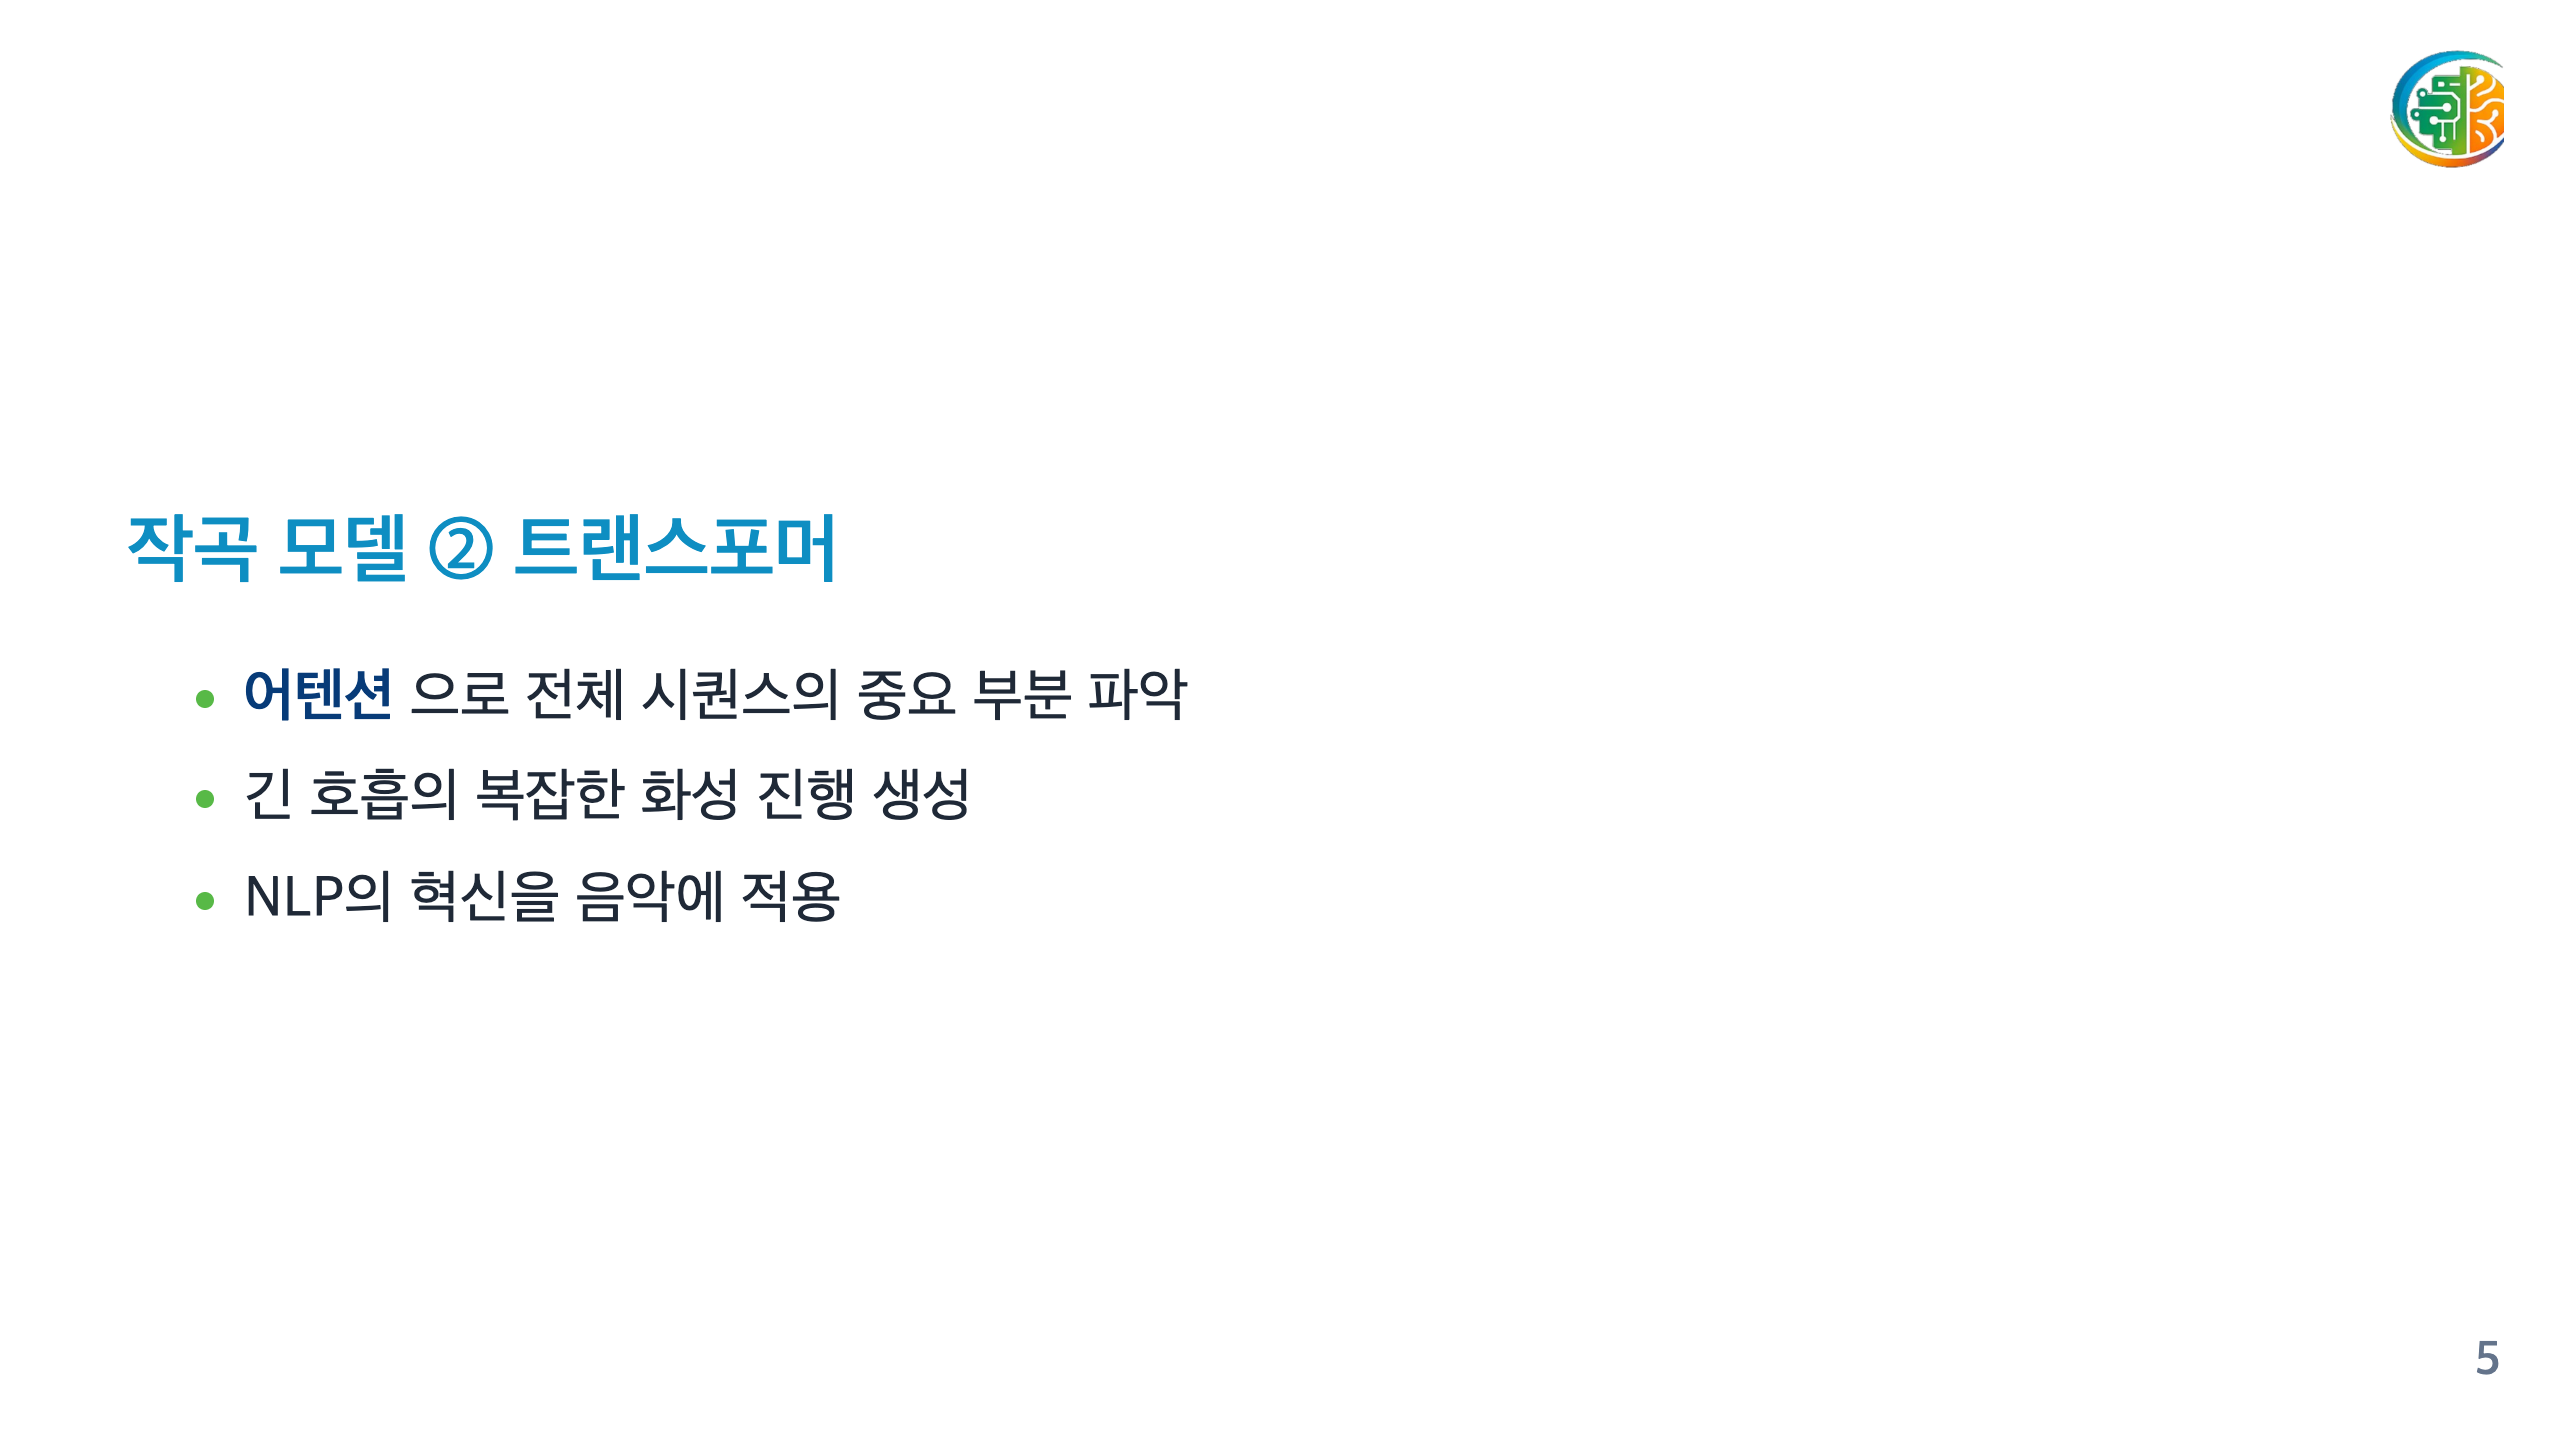 작곡 모델 ② 트랜스포머
• 어텐션 으로 전체 시퀀스의 중요 부분 파악
• 긴 호흡의 복잡한 화성 진행 생성
• NLP의 혁신을 음악에 적용
5